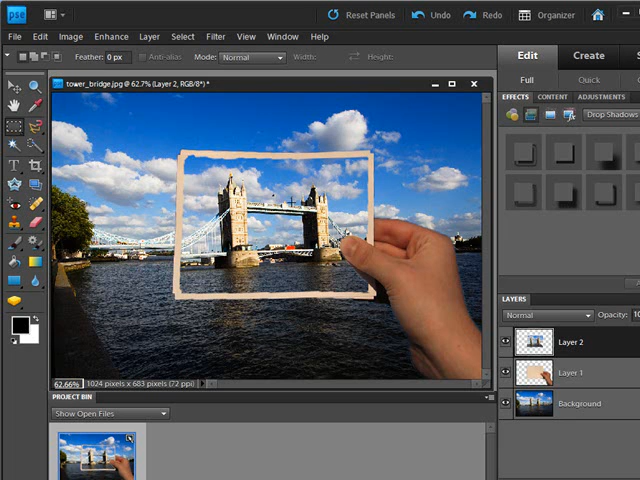 pse
Reset Panels
Undo
Redo
Organizer
File Edit Image Enhance Layer Select Filter View Window Help
Feather: 0 px Anti-alias Mode: Normal Width: Height:
Edit
Create
Full
Quick
EFFECTS CONTENT ADJUSTMENTS
Drop Shadows
tower_bridge.jpg @ 62.7% (Layer 2, RGB/8*) *
62.66% 1024 pixels x 683 pixels (72 ppi)
PROJECT BIN
Show Open Files
LAYERS
Normal Opacity: 10
Layer 2
Layer 1
Background